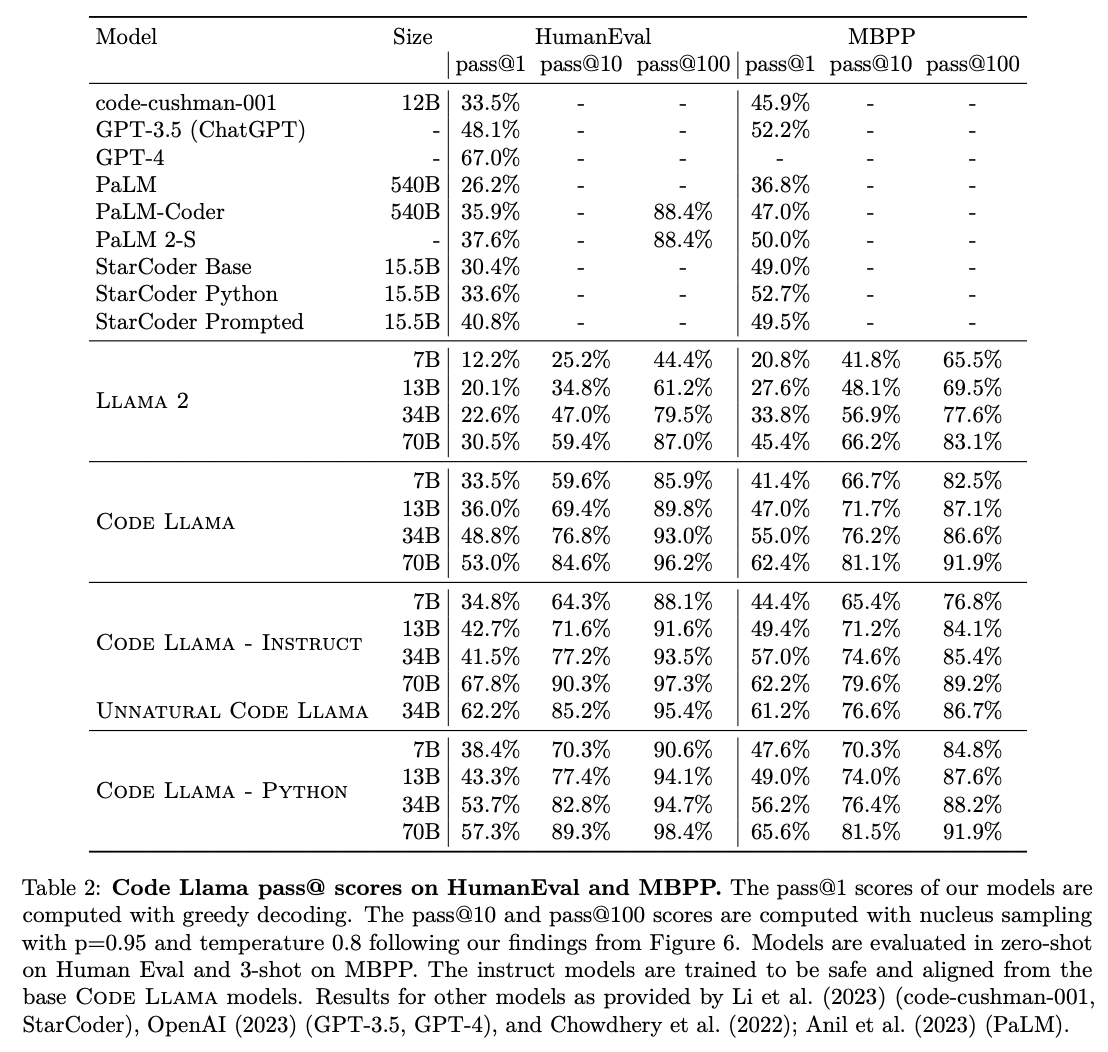 Model Size HumanEval MBPP
pass@1 pass@10 pass@100 pass@1 pass@10 pass@100
code-cushman-001 12B 33.5% - - 45.9% - -
GPT-3.5 (ChatGPT) - 48.1% - - 52.2% - -
GPT-4 - 67.0% - - - - -
PaLM 540B 26.2% - - 36.8% - -
PaLM-Coder 540B 35.9% - 88.4% 47.0% - -
PaLM 2-S - 37.6% - 88.4% 50.0% - -
StarCoder Base 15.5B 30.4% - - 49.0% - -
StarCoder Python 15.5B 33.6% - - 52.7% - -
StarCoder Prompted 15.5B 40.8% - - 49.5% - -
Llama 2
7B 12.2% 25.2% 44.4% 20.8% 41.8% 65.5%
13B 20.1% 34.8% 61.2% 27.6% 48.1% 69.5%
34B 22.6% 47.0% 79.5% 33.8% 56.9% 77.6%
70B 30.5% 59.4% 87.0% 45.4% 66.2% 83.1%
Code Llama
7B 33.5% 59.6% 85.9% 41.4% 66.7% 82.5%
13B 36.0% 69.4% 89.8% 47.0% 71.7% 87.1%
34B 48.8% 76.8% 93.0% 55.0% 76.2% 86.6%
70B 53.0% 84.6% 96.2% 62.4% 81.1% 91.9%
Code Llama - Instruct
7B 34.8% 64.3% 88.1% 44.4% 65.4% 76.8%
13B 42.7% 71.6% 91.6% 49.4% 71.2% 84.1%
34B 41.5% 77.2% 93.5% 57.0% 74.6% 85.4%
70B 67.8% 90.3% 97.3% 62.2% 79.6% 89.2%
Unnatural Code Llama 34B 62.2% 85.2% 95.4% 61.2% 76.6% 86.7%
Code Llama - Python
7B 38.4% 70.3% 90.6% 47.6% 70.3% 84.8%
13B 43.3% 77.4% 94.1% 49.0% 74.0% 87.6%
34B 53.7% 82.8% 94.7% 56.2% 76.4% 88.2%
70B 57.3% 89.3% 98.4% 65.6% 81.5% 91.9%
Table 2: Code Llama pass@ scores on HumanEval and MBPP. The pass@1 scores of our models are
computed with greedy decoding. The pass@10 and pass@100 scores are computed with nucleus sampling
with p=0.95 and temperature 0.8 following our findings from Figure 6. Models are evaluated in zero-shot
on Human Eval and 3-shot on MBPP. The instruct models are trained to be safe and aligned from the
base Code Llama models. Results for other models as provided by Li et al. (2023) (code-cushman-001,
StarCoder), OpenAI (2023) (GPT-3.5, GPT-4), and Chowdhery et al. (2022); Anil et al. (2023) (PaLM).